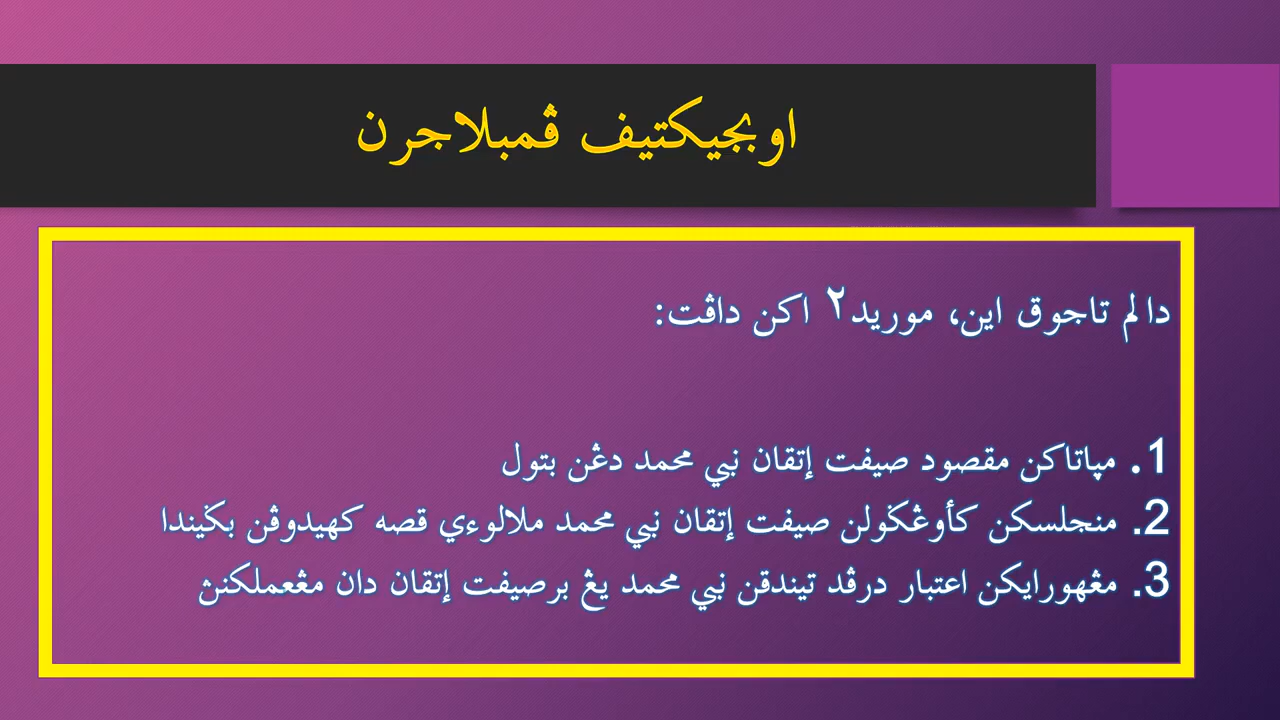 اوبجيکتيف ڤمبلاجرن
دالم تاجوق اين، موريد٢ اکن داڤت:
1. مڽاتاکن مقصود صيفت إتقان نبي محمد دڠن بتول
2. منجلسکن کأوڠݢولن صيفت إتقان نبي محمد ملالوءي قصه کهيدوڤن بݢيندا
3. مڠهورايکن اعتبار درڤد تيندقن نبي محمد يڠ برصيفت إتقان دان مڠعملکنڽ